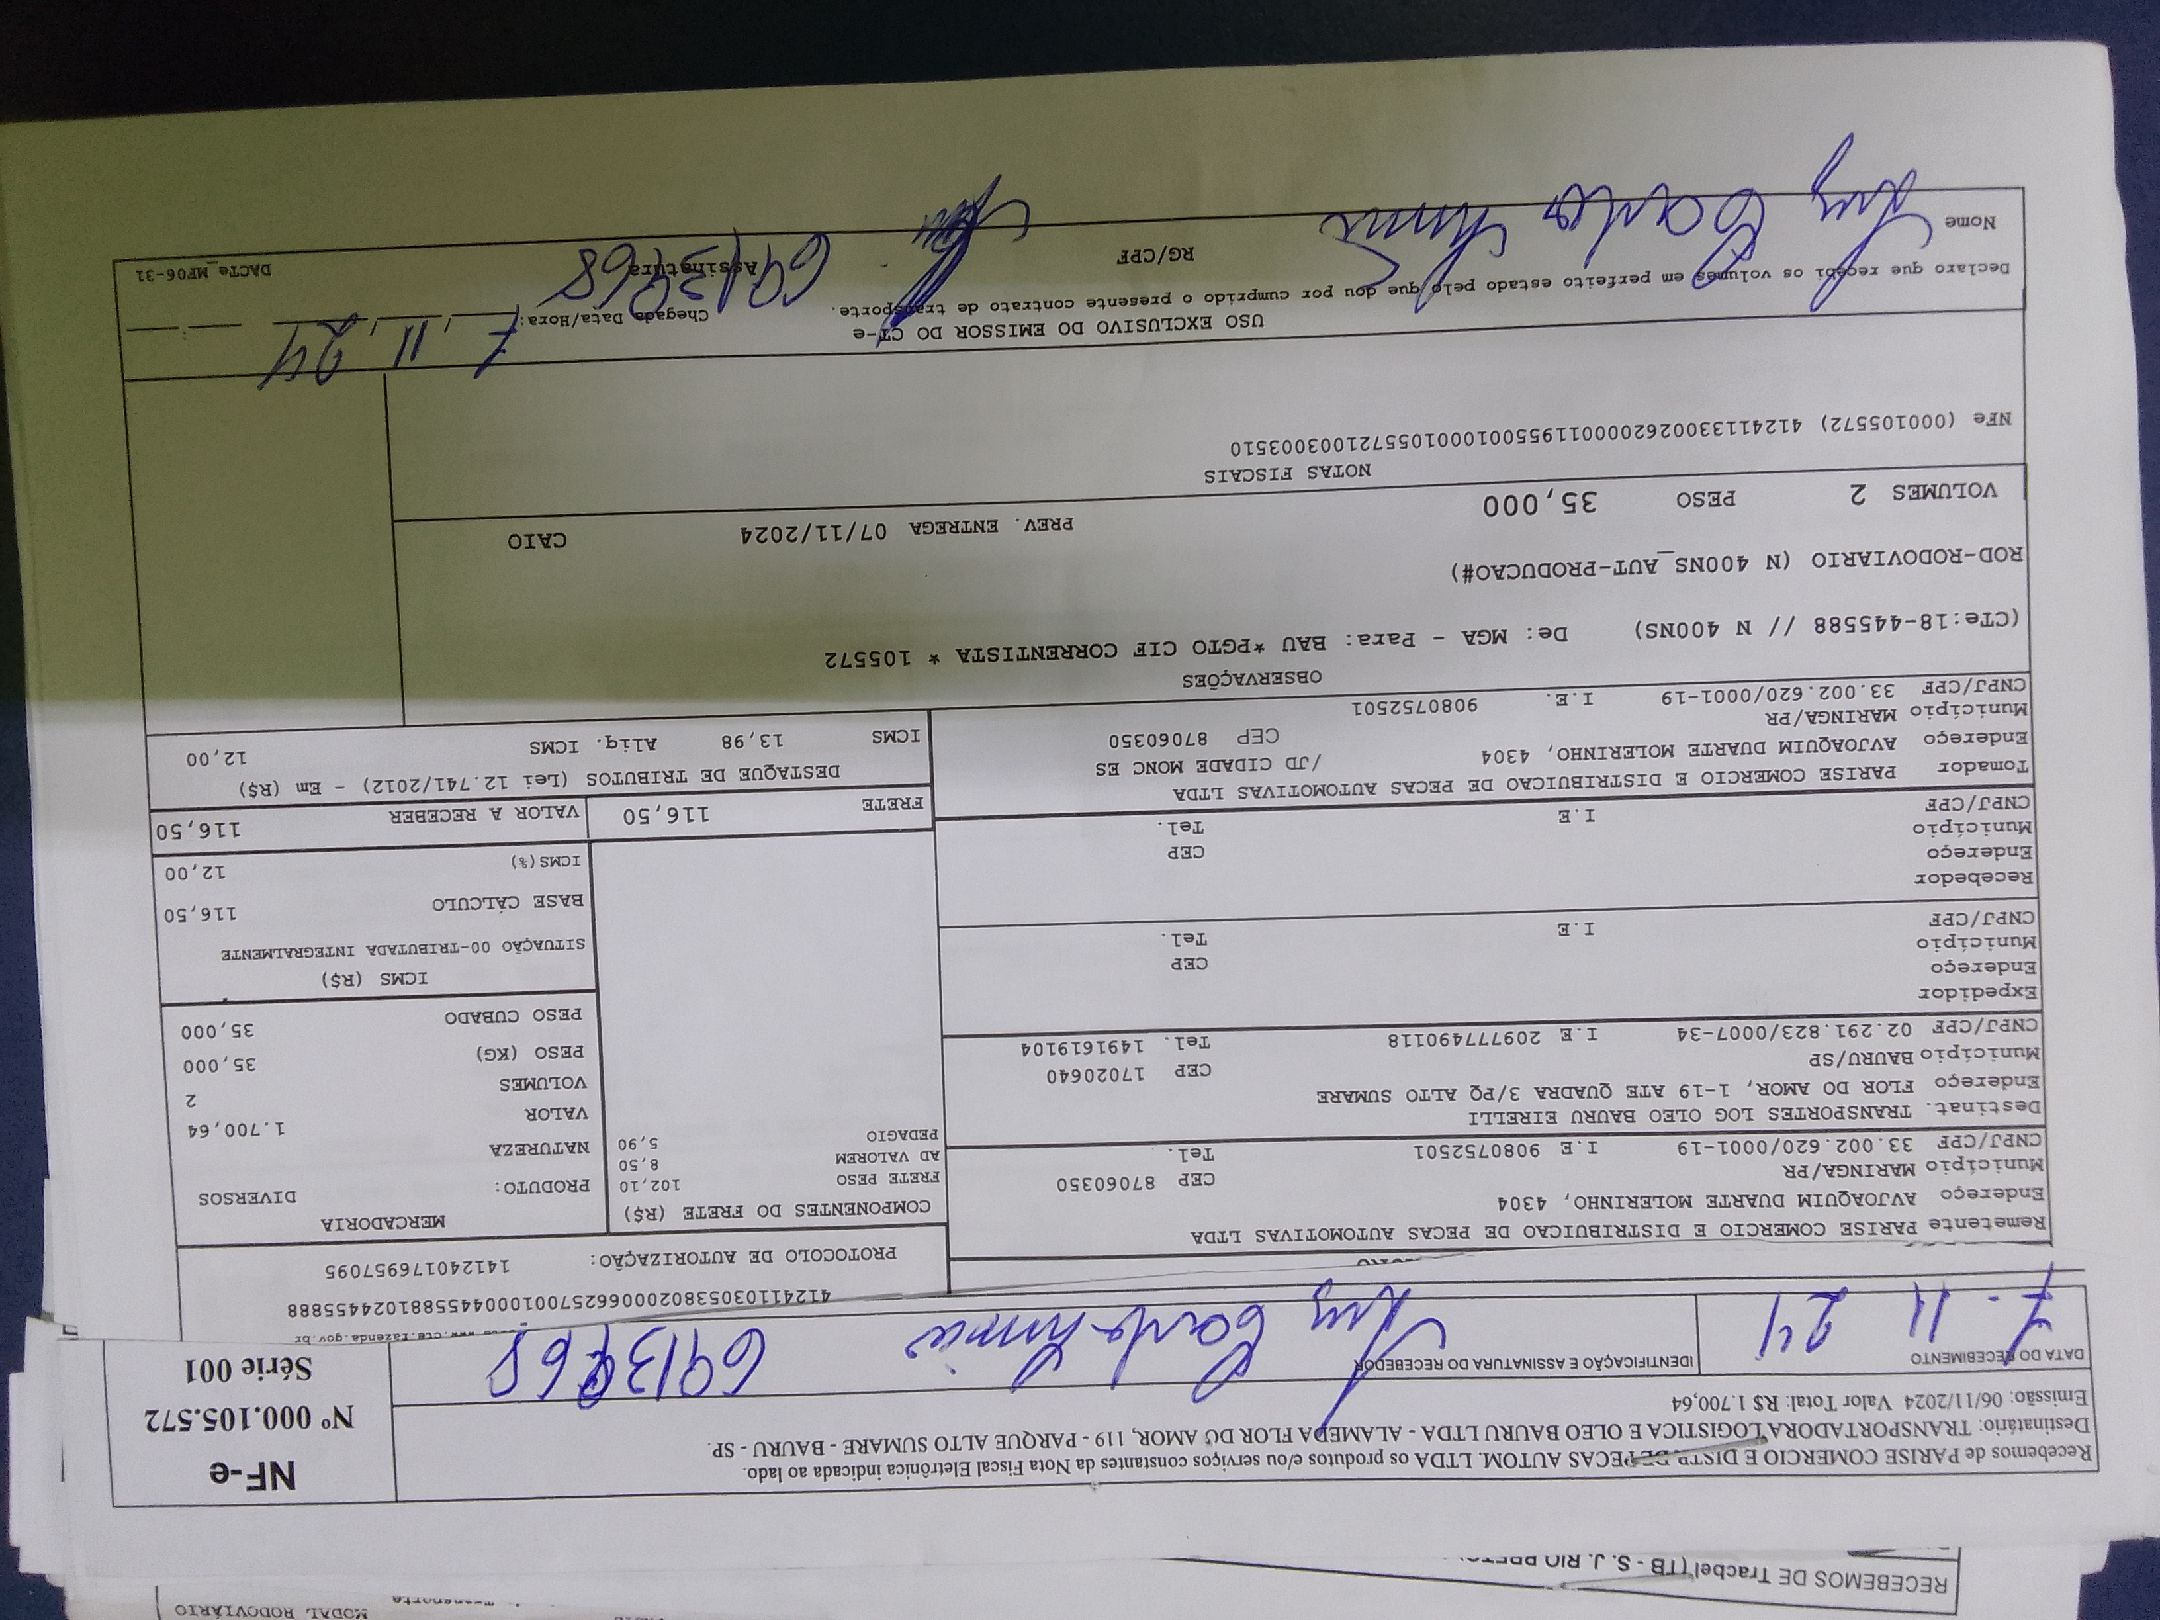 MODAL RODOVIÁRIO
RECEBEMOS DE Tracbel (TB - S. J. RIO PRETO
Recebemos de PARISE COMERCIO E DISTR DE PECAS AUTOM. LTDA os produtos e/ou serviços constantes da Nota Fiscal Eletrônica indicada ao lado.
Destinatário: TRANSPORTADORA LOGISTICA E OLEO BAURU LTDA - ALAMEDA FLOR DO AMOR, 119 - PARQUE ALTO SUMARE - BAURU - SP.
Emissão: 06/11/2024 Valor Total: R$ 1.700,64
NF-e
Nº 000.105.572
Série 001
DATA DO RECEBIMENTO
7 - 11 24
IDENTIFICAÇÃO E ASSINATURA DO RECEBEDOR
Luiz Carlos
www.cte.fazenda.gov.br
41241103053802000662570010004455881024455888
PROTOCOLO DE AUTORIZAÇÃO: 141240176957095
Remetente PARISE COMERCIO E DISTRIBUICAO DE PECAS AUTOMOTIVAS LTDA
Endereço AVJOAQUIM DUARTE MOLERINHO, 4304
Município MARINGA/PR CEP 87060350
CNPJ/CPF 33.002.620/0001-19 I.E 9080752501 Tel.
Destinat. TRANSPORTES LOG OLEO BAURU EIRELLI
Endereço FLOR DO AMOR, 1-19 ATE QUADRA 3/PQ ALTO SUMARE
Município BAURU/SP CEP 17020640
CNPJ/CPF 02.291.823/0007-34 I.E 209777490118 Tel. 1491619104
Expedidor
Endereço
Município CEP
CNPJ/CPF I.E Tel.
Recebedor
Endereço
Município CEP
CNPJ/CPF I.E Tel.
Tomador PARISE COMERCIO E DISTRIBUICAO DE PECAS AUTOMOTIVAS LTDA
Endereço AVJOAQUIM DUARTE MOLERINHO, 4304 /JD CIDADE MONC ES
Município MARINGA/PR CEP 87060350
CNPJ/CPF 33.002.620/0001-19 I.E. 9080752501
COMPONENTES DO FRETE (R$)
FRETE PESO 102,10
AD VALOREM 8,50
PEDAGIO 5,90
FRETE 116,50
MERCADORIA
PRODUTO: DIVERSOS
NATUREZA
VALOR 1.700,64
VOLUMES 2
PESO (KG) 35,000
PESO CUBADO 35,000
ICMS (R$)
SITUAÇÃO 00-TRIBUTADA INTEGRALMENTE
BASE CÁLCULO 116,50
ICMS(%) 12,00
VALOR A RECEBER 116,50
DESTAQUE DE TRIBUTOS (Lei 12.741/2012) - Em (R$)
ICMS 13,98 Aliq. ICMS 12,00
OBSERVAÇÕES
(CTe:18-445588 // N 400NS) De: MGA - Para: BAU *PGTO CIF CORRENTISTA * 105572
ROD-RODOVIARIO (N 400NS_AUT-PRODUCAO#)
VOLUMES 2 PESO 35,000 PREV. ENTREGA 07/11/2024 CAIO
NOTAS FISCAIS
NFe (000105572) 41241133002620000119550010001055721003003510
USO EXCLUSIVO DO EMISSOR DO CT-e
Declaro que recebi os volumes em perfeito estado pelo que dou por cumprido o presente contrato de transporte.
Chegada Data/Hora: 7, 11, 24
Nome Luiz Carlos
RG/CPF
Assinatura
DACTe_MF06-31